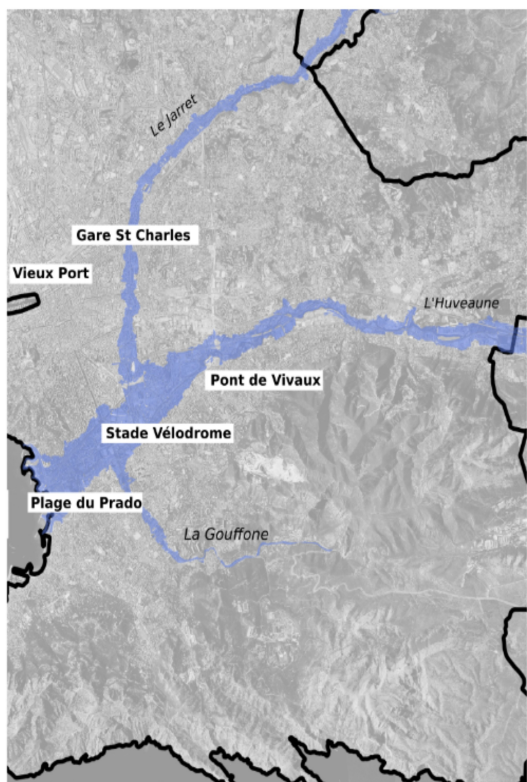 Le Jarret
Gare St Charles
Vieux Port
L'Huveaune
Pont de Vivaux
Stade Vélodrome
Plage du Prado
La Gouffone